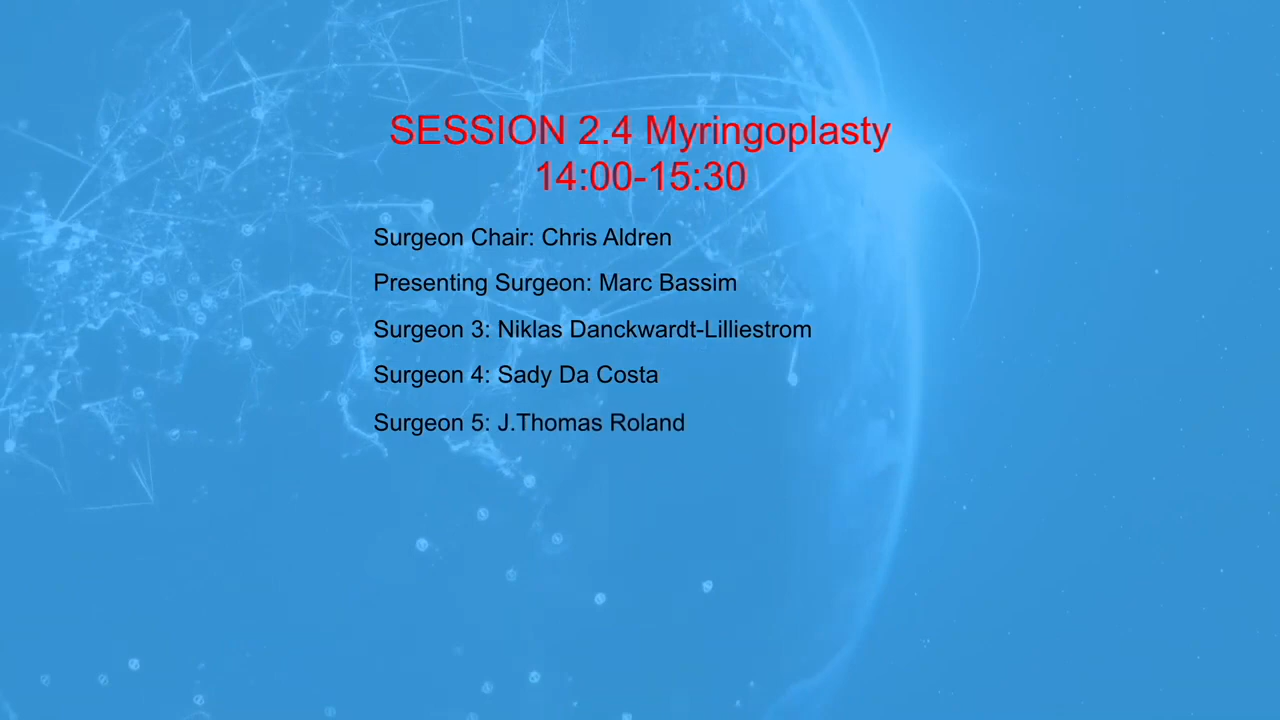 SESSION 2.4 Myringoplasty
14:00-15:30
Surgeon Chair: Chris Aldren
Presenting Surgeon: Marc Bassim
Surgeon 3: Niklas Danckwardt-Lilliestrom
Surgeon 4: Sady Da Costa
Surgeon 5: J.Thomas Roland